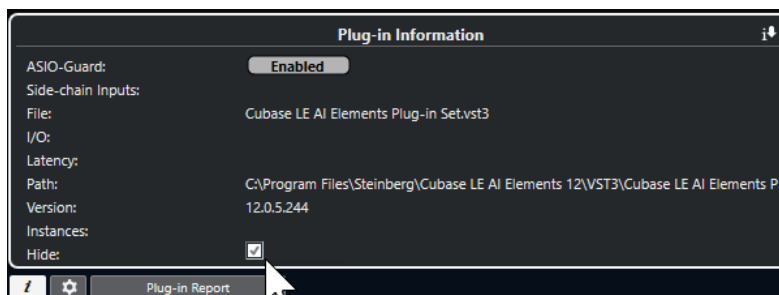 Plug-in Information
ASIO-Guard: Enabled
Side-chain Inputs:
File: Cubase LE AI Elements Plug-in Set.vst3
I/O:
Latency:
Path: C:\Program Files\Steinberg\Cubase LE AI Elements 12\VST3\Cubase LE AI Elements P
Version: 12.0.5.244
Instances:
Hide:
i Plug-in Report